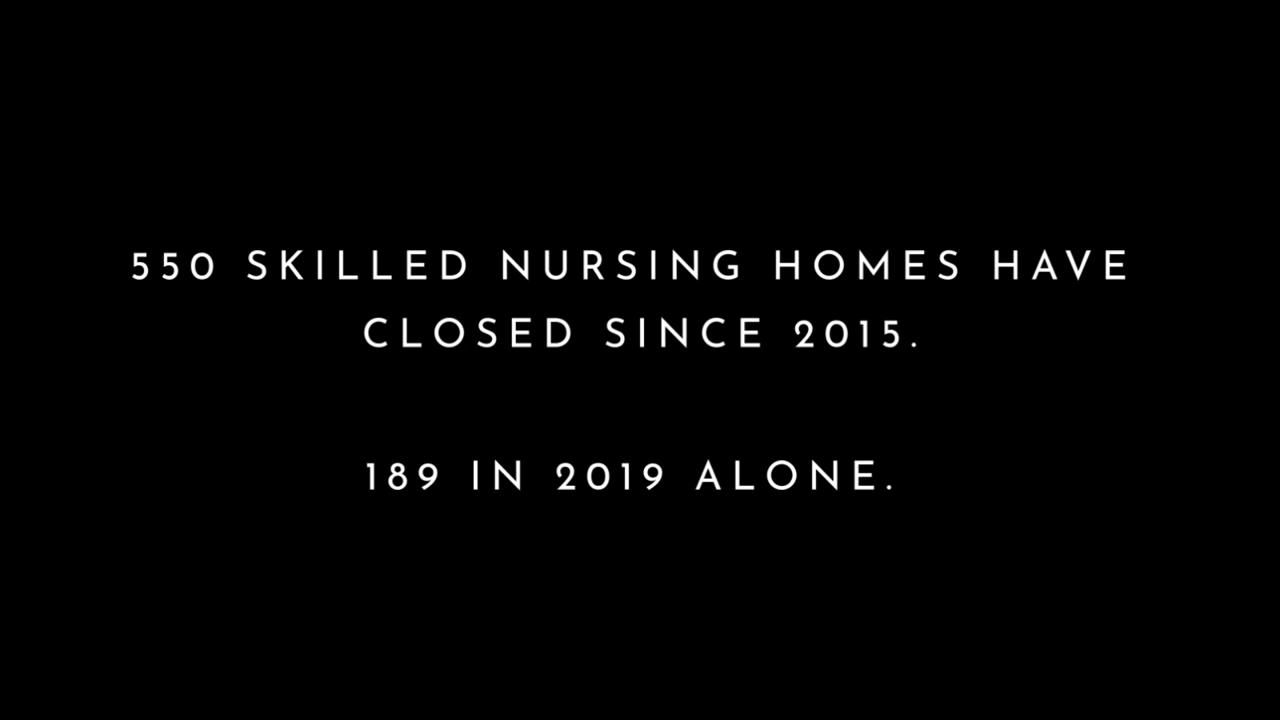 550 SKILLED NURSING HOMES HAVE
CLOSED SINCE 2015.
189 IN 2019 ALONE.